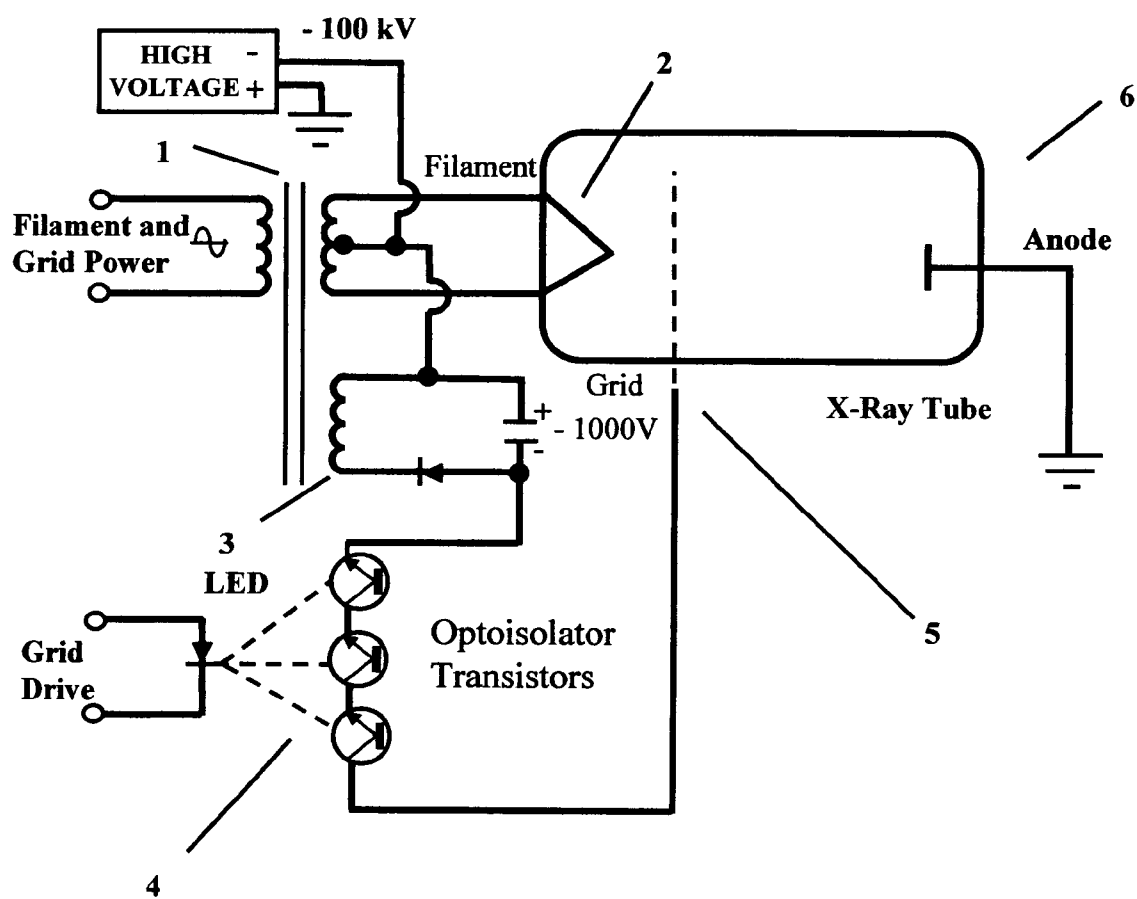 - 100 kV
HIGH -
VOLTAGE +
2
6
1
Filament
Filament and
Grid Power
Anode
Grid
X-Ray Tube
+
- 1000V
-
3
LED
5
Optoisolator
Transistors
Grid
Drive
4